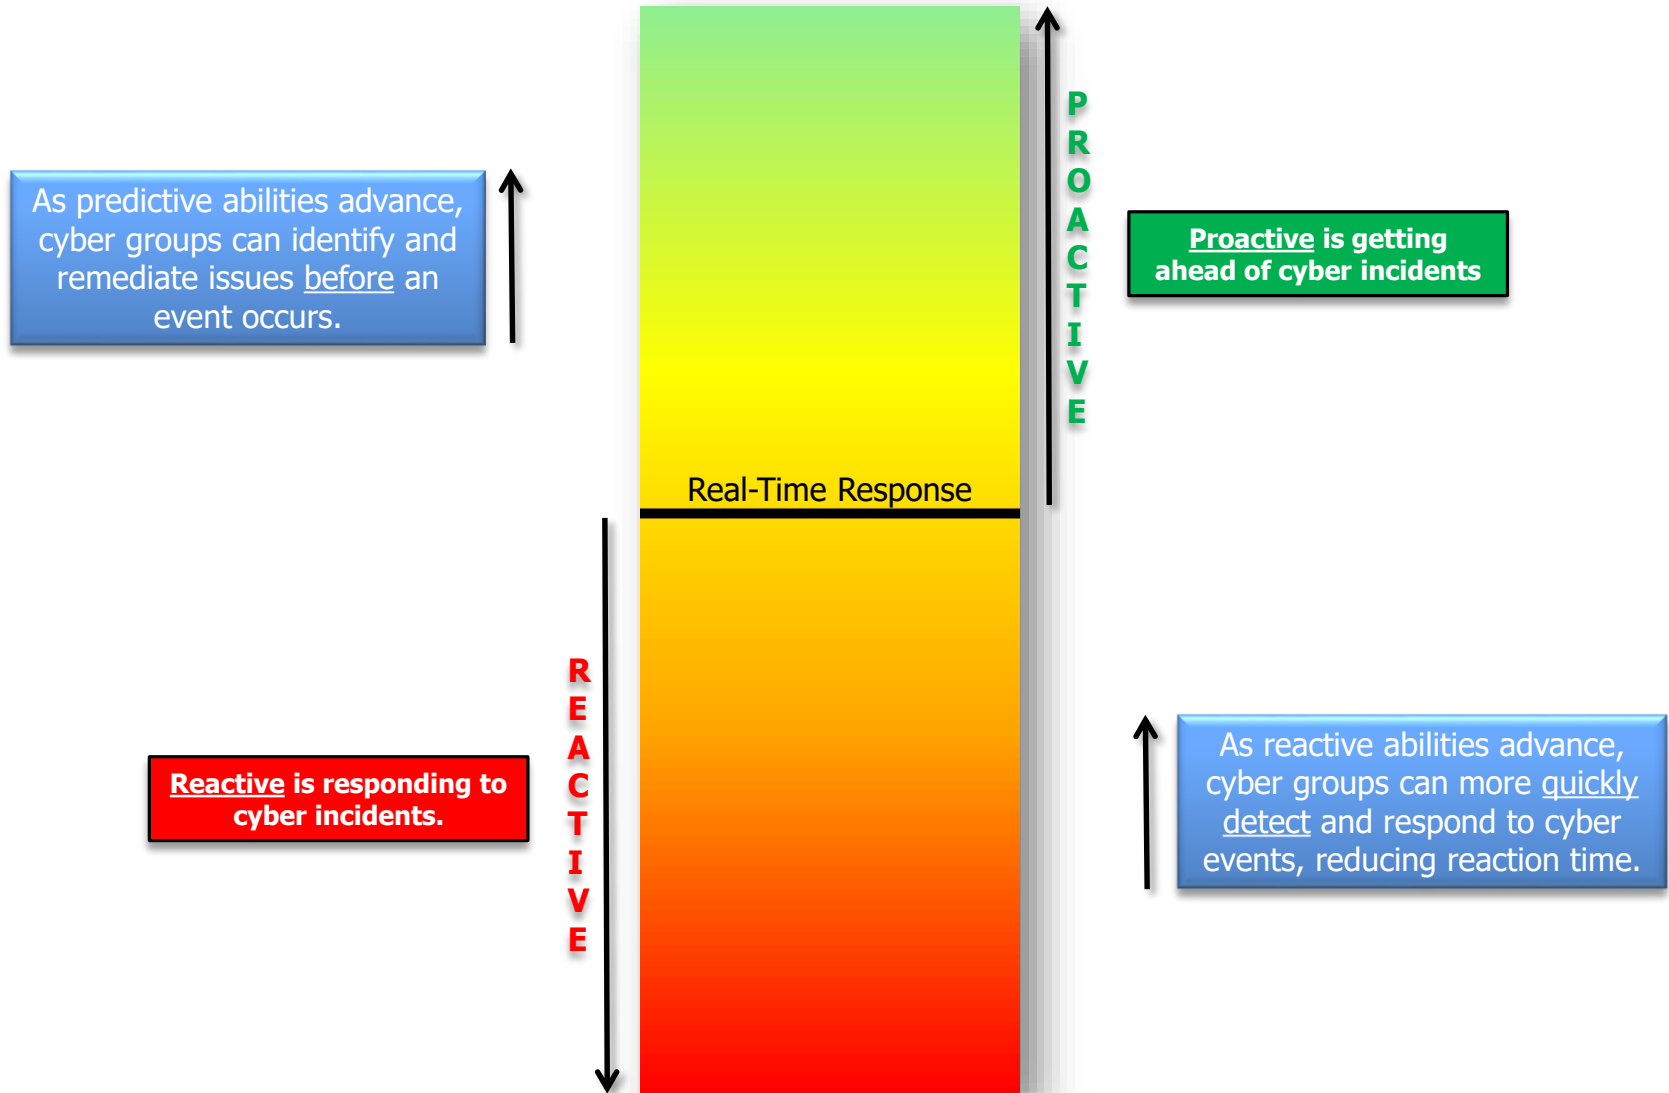 PROACTIVE
As predictive abilities advance,
cyber groups can identify and
remediate issues before an
event occurs.
Proactive is getting
ahead of cyber incidents
Real-Time Response
REACTIVE
Reactive is responding to
cyber incidents.
As reactive abilities advance,
cyber groups can more quickly
detect and respond to cyber
events, reducing reaction time.